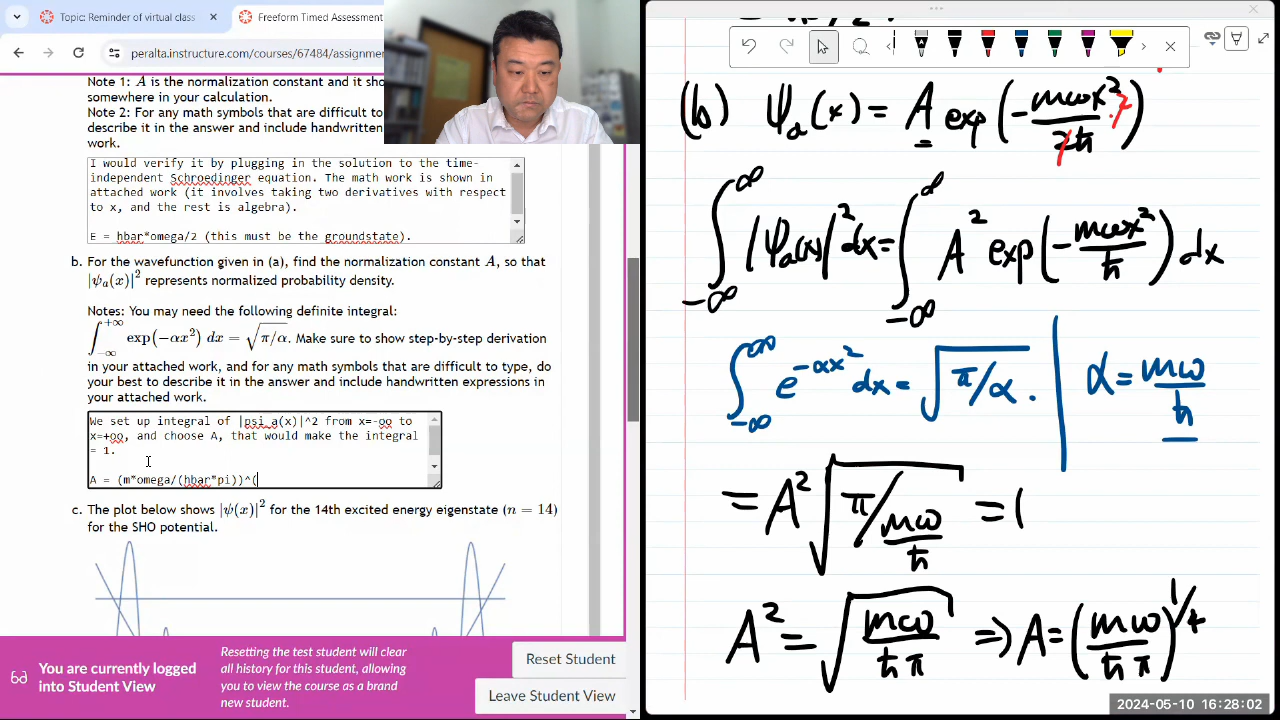 Topic: Reminder of virtual class
Freeform Timed Assessment
peralta.instructure.com/courses/67484/assignmen
Note 1: A is the normalization constant and it sho
somewhere in your calculation.
Note 2: For any math symbols that are difficult to
describe it in the answer and include handwritten
work.
I would verify it by plugging in the solution to the time-
independent Schroedinger equation. The math work is shown in
attached work (it involves taking two derivatives with respect
to x, and the rest is algebra).
E = hbar*omega/2 (this must be the groundstate).
b. For the wavefunction given in (a), find the normalization constant A, so that
|ψₐ(x)|² represents normalized probability density.
Notes: You may need the following definite integral:
∫_{-∞}^{+∞} exp(−αx²) dx = √(π/α). Make sure to show step-by-step derivation
in your attached work, and for any math symbols that are difficult to type, do
your best to describe it in the answer and include handwritten expressions in
your attached work.
We set up integral of |psi_a(x)|^2 from x=-oo to
x=+oo, and choose A, that would make the integral
= 1.
A = (m*omega/(hbar*pi))^(
c. The plot below shows |ψ(x)|² for the 14th excited energy eigenstate (n = 14)
for the SHO potential.
You are currently logged
into Student View
Resetting the test student will clear
all history for this student, allowing
you to view the course as a brand
new student.
Reset Student
Leave Student View
(b) ψₐ(x) = A exp(−mωx²/2ħ ·2)
∫_{-∞}^{∞} |ψₐ(x)|² dx = ∫_{-∞}^{∞} A² exp(−mωx²/ħ) dx
∫_{-∞}^{∞} e^{−αx²} dx = √(π/α). | α = mω/ħ
= A² √(π/(mω/ħ)) = 1
A² = √(mω/ħπ) ⇒ A = (mω/ħπ)^{1/4}
2024-05-10 16:28:02